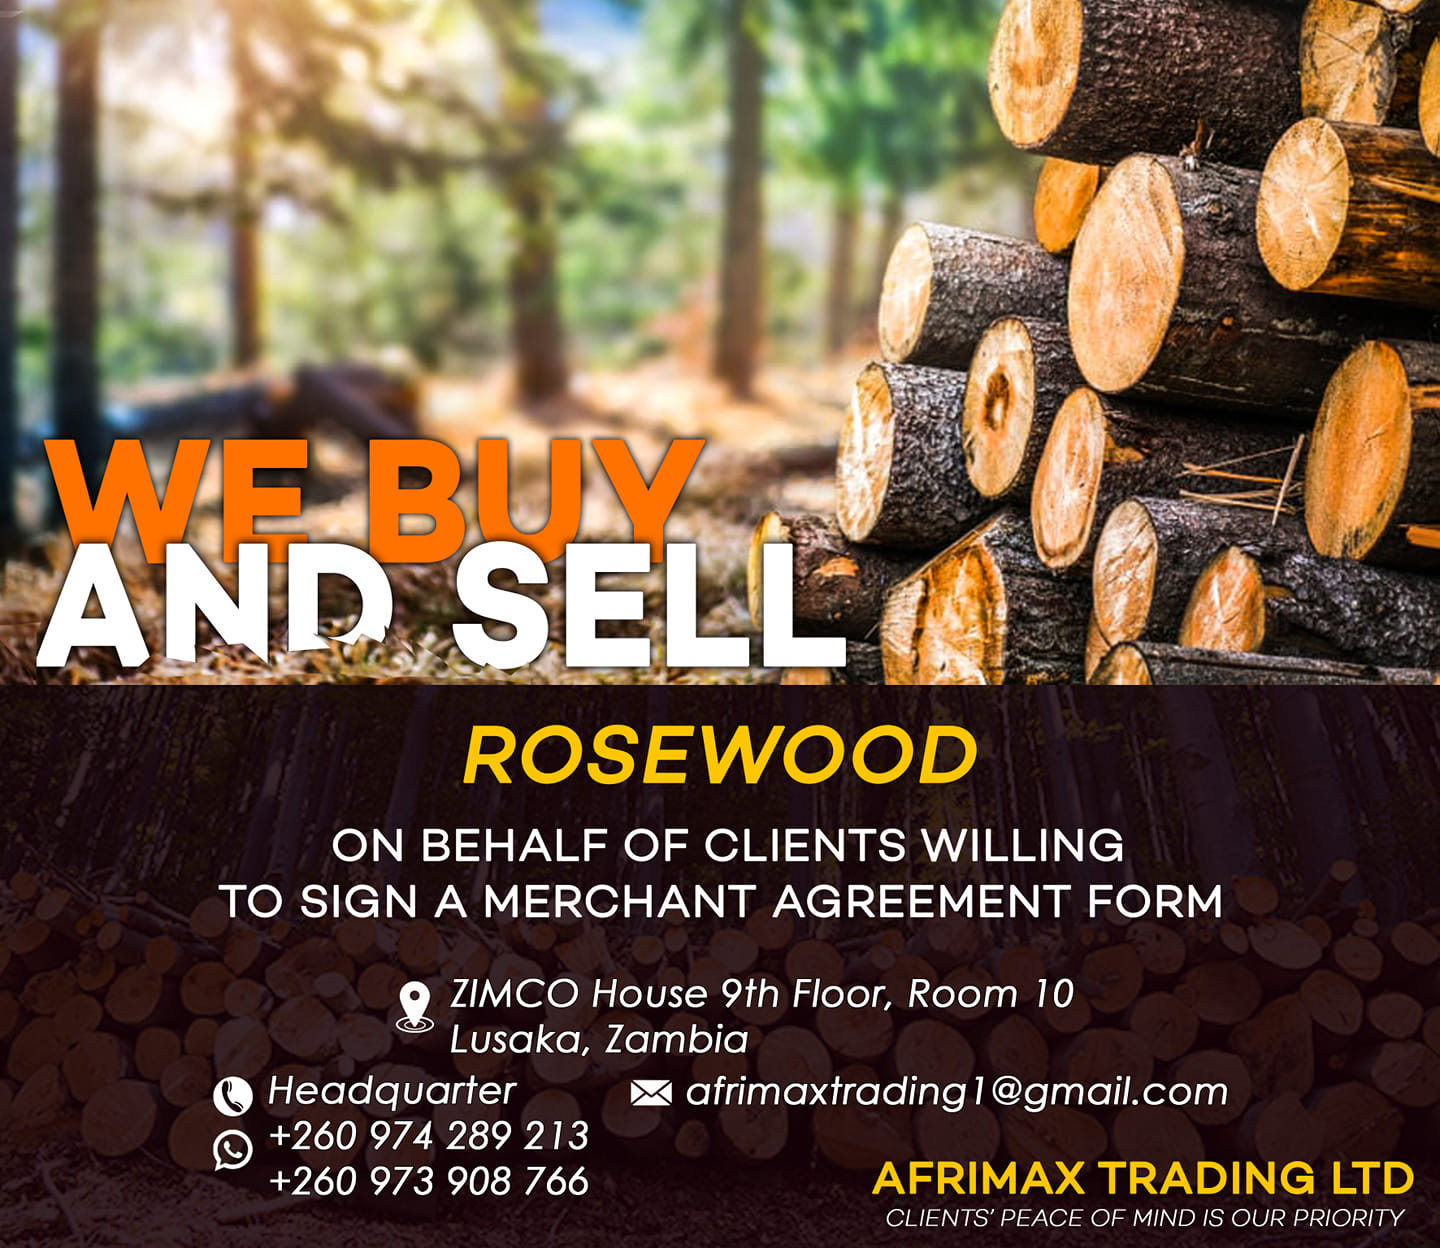 WE BUY
AND SELL
ROSEWOOD
ON BEHALF OF CLIENTS WILLING
TO SIGN A MERCHANT AGREEMENT FORM
ZIMCO House 9th Floor, Room 10
Lusaka, Zambia
Headquarter
+260 974 289 213
+260 973 908 766
afrimaxtrading1@gmail.com
AFRIMAX TRADING LTD
CLIENTS' PEACE OF MIND IS OUR PRIORITY